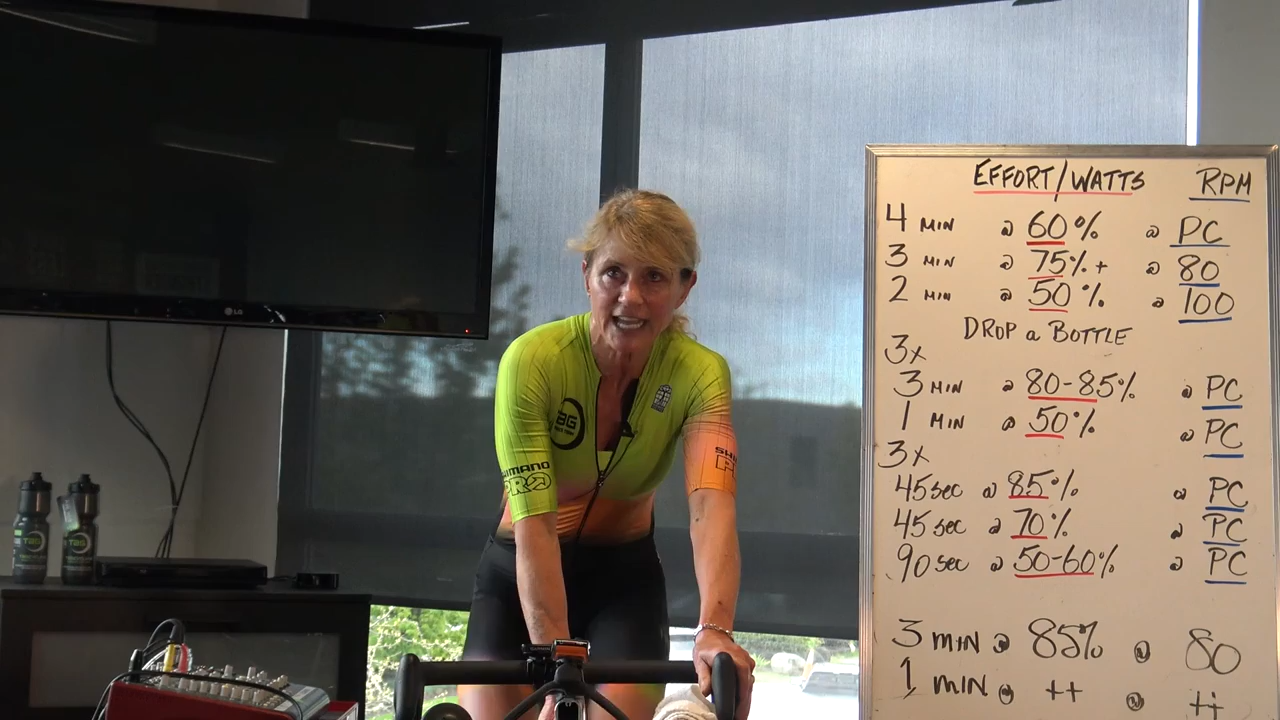 EFFORT/WATTS RPM
4 MIN @ 60% @ PC
3 MIN @ 75%+ @ 80
2 MIN @ 50% @ 100
DROP a BOTTLE
3x
3 MIN @ 80-85% @ PC
1 MIN @ 50% @ PC
3x
45sec @ 85% @ PC
45sec @ 70% @ PC
90sec @ 50-60% @ PC
3 MIN @ 85% @ 80
1 MIN @ ++ @ ++
LG
BG
SHIMANO
PRO